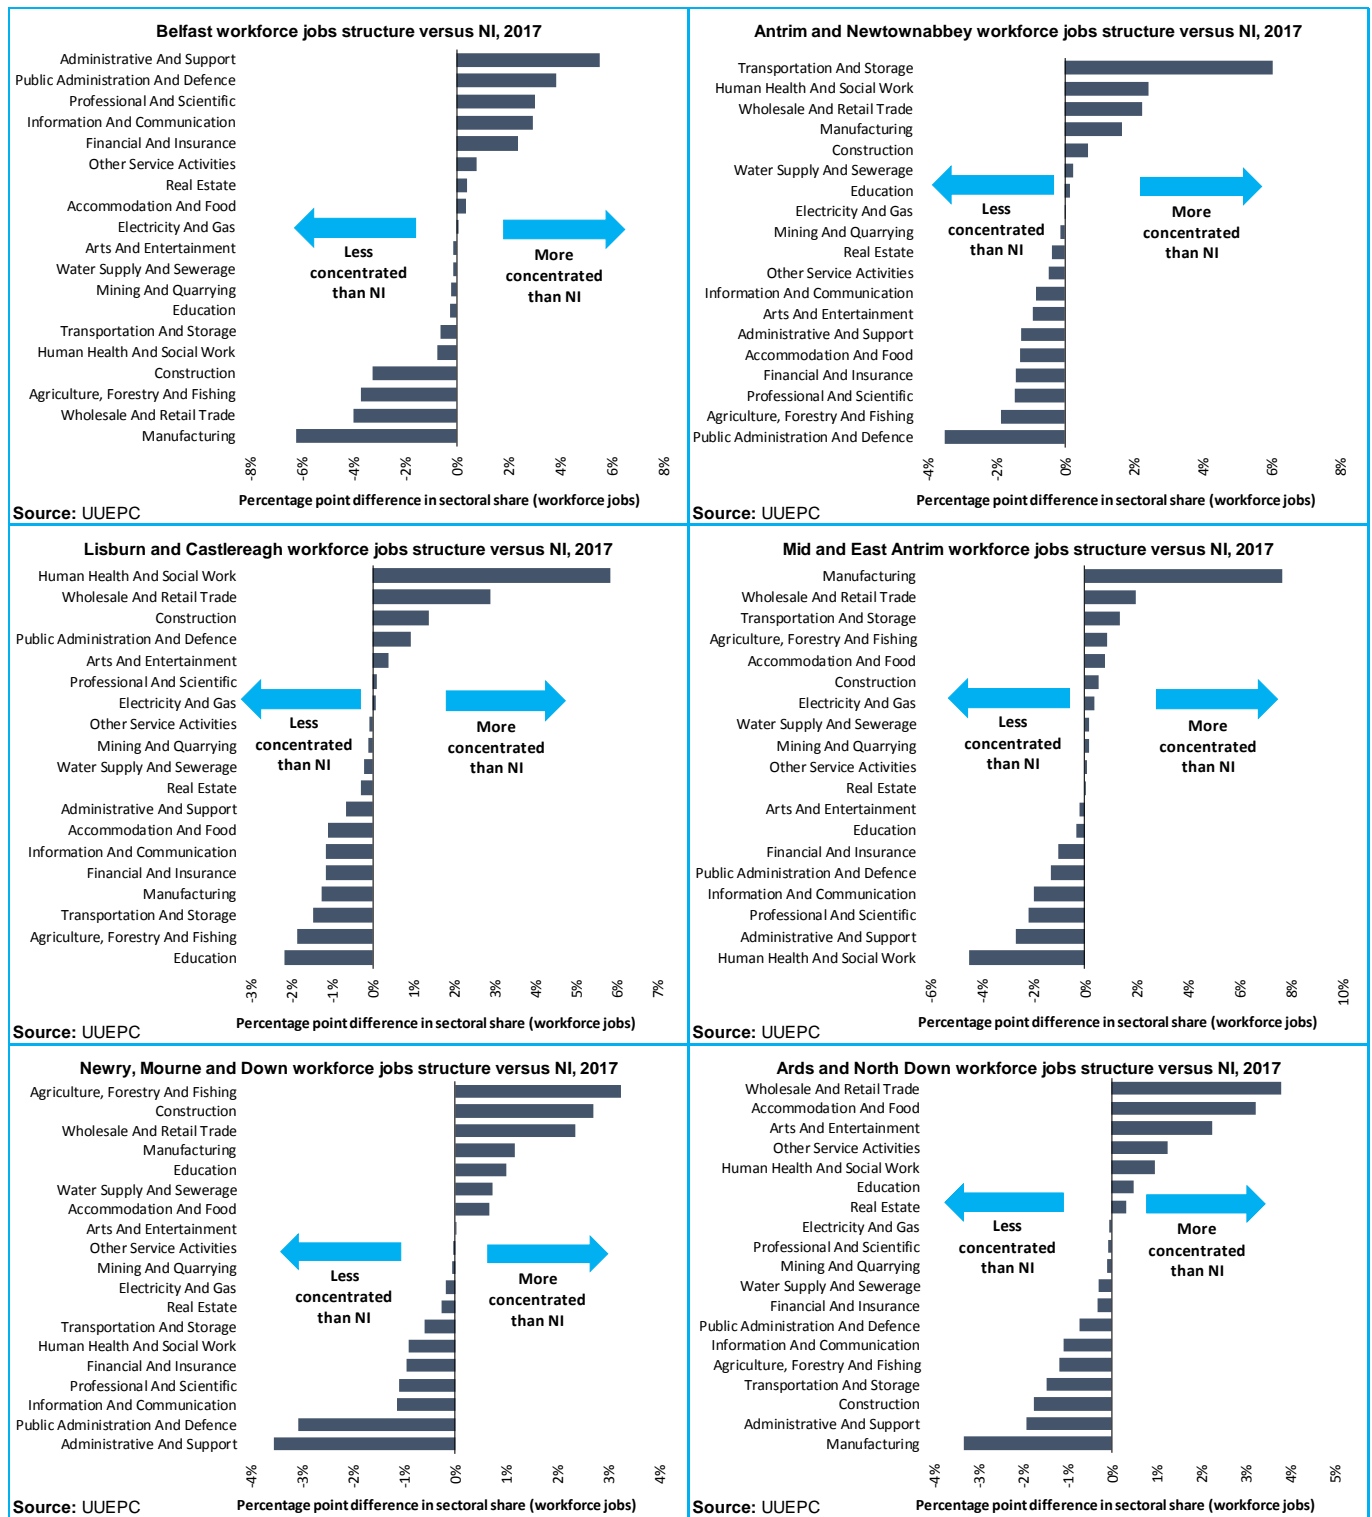 Belfast workforce jobs structure versus NI, 2017
Administrative And Support
Public Administration And Defence
Professional And Scientific
Information And Communication
Financial And Insurance
Other Service Activities
Real Estate
Accommodation And Food
Electricity And Gas
Arts And Entertainment
Water Supply And Sewerage
Mining And Quarrying
Education
Transportation And Storage
Human Health And Social Work
Construction
Agriculture, Forestry And Fishing
Wholesale And Retail Trade
Manufacturing
Less
concentrated
than NI
More
concentrated
than NI
-8%
-6%
-4%
-2%
0%
2%
4%
6%
8%
Percentage point difference in sectoral share (workforce jobs)
Source: UUEPC
Antrim and Newtownabbey workforce jobs structure versus NI, 2017
Transportation And Storage
Human Health And Social Work
Wholesale And Retail Trade
Manufacturing
Construction
Water Supply And Sewerage
Education
Electricity And Gas
Mining And Quarrying
Real Estate
Other Service Activities
Information And Communication
Arts And Entertainment
Administrative And Support
Accommodation And Food
Financial And Insurance
Professional And Scientific
Agriculture, Forestry And Fishing
Public Administration And Defence
Less
concentrated
than NI
More
concentrated
than NI
-4%
-2%
0%
2%
4%
6%
8%
Percentage point difference in sectoral share (workforce jobs)
Source: UUEPC
Lisburn and Castlereagh workforce jobs structure versus NI, 2017
Human Health And Social Work
Wholesale And Retail Trade
Construction
Public Administration And Defence
Arts And Entertainment
Professional And Scientific
Electricity And Gas
Other Service Activities
Mining And Quarrying
Water Supply And Sewerage
Real Estate
Administrative And Support
Accommodation And Food
Information And Communication
Financial And Insurance
Manufacturing
Transportation And Storage
Agriculture, Forestry And Fishing
Education
Less
concentrated
than NI
More
concentrated
than NI
-3%
-2%
-1%
0%
2%
3%
4%
5%
6%
7%
Percentage point difference in sectoral share (workforce jobs)
Source: UUEPC
Mid and East Antrim workforce jobs structure versus NI, 2017
Manufacturing
Wholesale And Retail Trade
Transportation And Storage
Agriculture, Forestry And Fishing
Accommodation And Food
Construction
Electricity And Gas
Water Supply And Sewerage
Mining And Quarrying
Other Service Activities
Real Estate
Arts And Entertainment
Education
Financial And Insurance
Public Administration And Defence
Information And Communication
Professional And Scientific
Administrative And Support
Human Health And Social Work
Less
concentrated
than NI
More
concentrated
than NI
-6%
-4%
-2%
0%
2%
4%
6%
8%
10%
Percentage point difference in sectoral share (workforce jobs)
Source: UUEPC
Newry, Mourne and Down workforce jobs structure versus NI, 2017
Agriculture, Forestry And Fishing
Construction
Wholesale And Retail Trade
Manufacturing
Education
Water Supply And Sewerage
Accommodation And Food
Arts And Entertainment
Other Service Activities
Mining And Quarrying
Electricity And Gas
Real Estate
Transportation And Storage
Human Health And Social Work
Financial And Insurance
Professional And Scientific
Information And Communication
Public Administration And Defence
Administrative And Support
Less
concentrated
than NI
More
concentrated
than NI
-4%
-3%
-2%
-1%
0%
1%
2%
3%
4%
Percentage point difference in sectoral share (workforce jobs)
Source: UUEPC
Ards and North Down workforce jobs structure versus NI, 2017
Wholesale And Retail Trade
Accommodation And Food
Arts And Entertainment
Other Service Activities
Human Health And Social Work
Education
Real Estate
Electricity And Gas
Professional And Scientific
Mining And Quarrying
Water Supply And Sewerage
Financial And Insurance
Public Administration And Defence
Information And Communication
Agriculture, Forestry And Fishing
Transportation And Storage
Construction
Administrative And Support
Manufacturing
Less
concentrated
than NI
More
concentrated
than NI
-4%
-3%
-2%
-1%
0%
1%
2%
3%
4%
5%
Percentage point difference in sectoral share (workforce jobs)
Source: UUEPC